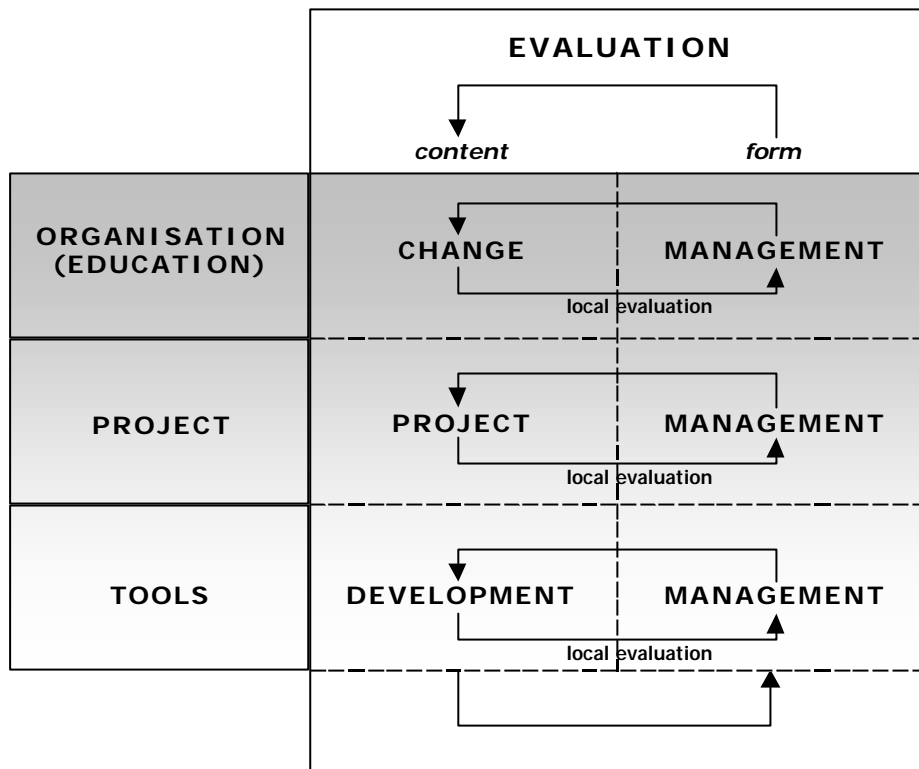 EVALUATION
content form
ORGANISATION
(EDUCATION)
CHANGE MANAGEMENT
local evaluation
PROJECT PROJECT MANAGEMENT
local evaluation
TOOLS DEVELOPMENT MANAGEMENT
local evaluation